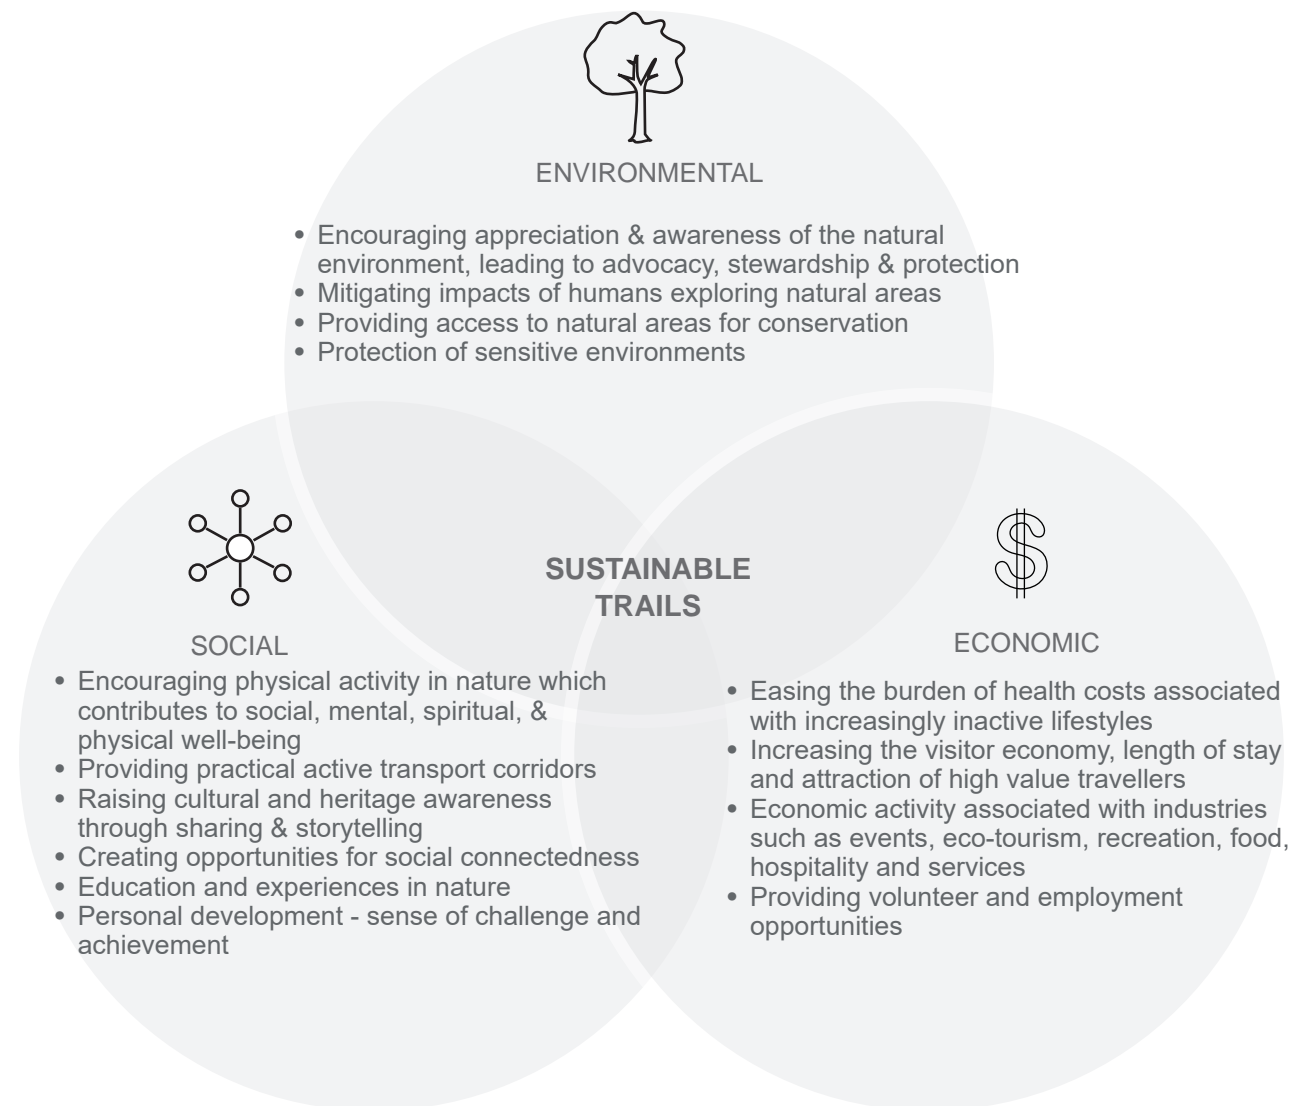 ENVIRONMENTAL
• Encouraging appreciation & awareness of the natural
environment, leading to advocacy, stewardship & protection
• Mitigating impacts of humans exploring natural areas
• Providing access to natural areas for conservation
• Protection of sensitive environments
SUSTAINABLE
TRAILS
SOCIAL
• Encouraging physical activity in nature which
contributes to social, mental, spiritual, &
physical well-being
• Providing practical active transport corridors
• Raising cultural and heritage awareness
through sharing & storytelling
• Creating opportunities for social connectedness
• Education and experiences in nature
• Personal development - sense of challenge and
achievement
ECONOMIC
• Easing the burden of health costs associated
with increasingly inactive lifestyles
• Increasing the visitor economy, length of stay
and attraction of high value travellers
• Economic activity associated with industries
such as events, eco-tourism, recreation, food,
hospitality and services
• Providing volunteer and employment
opportunities